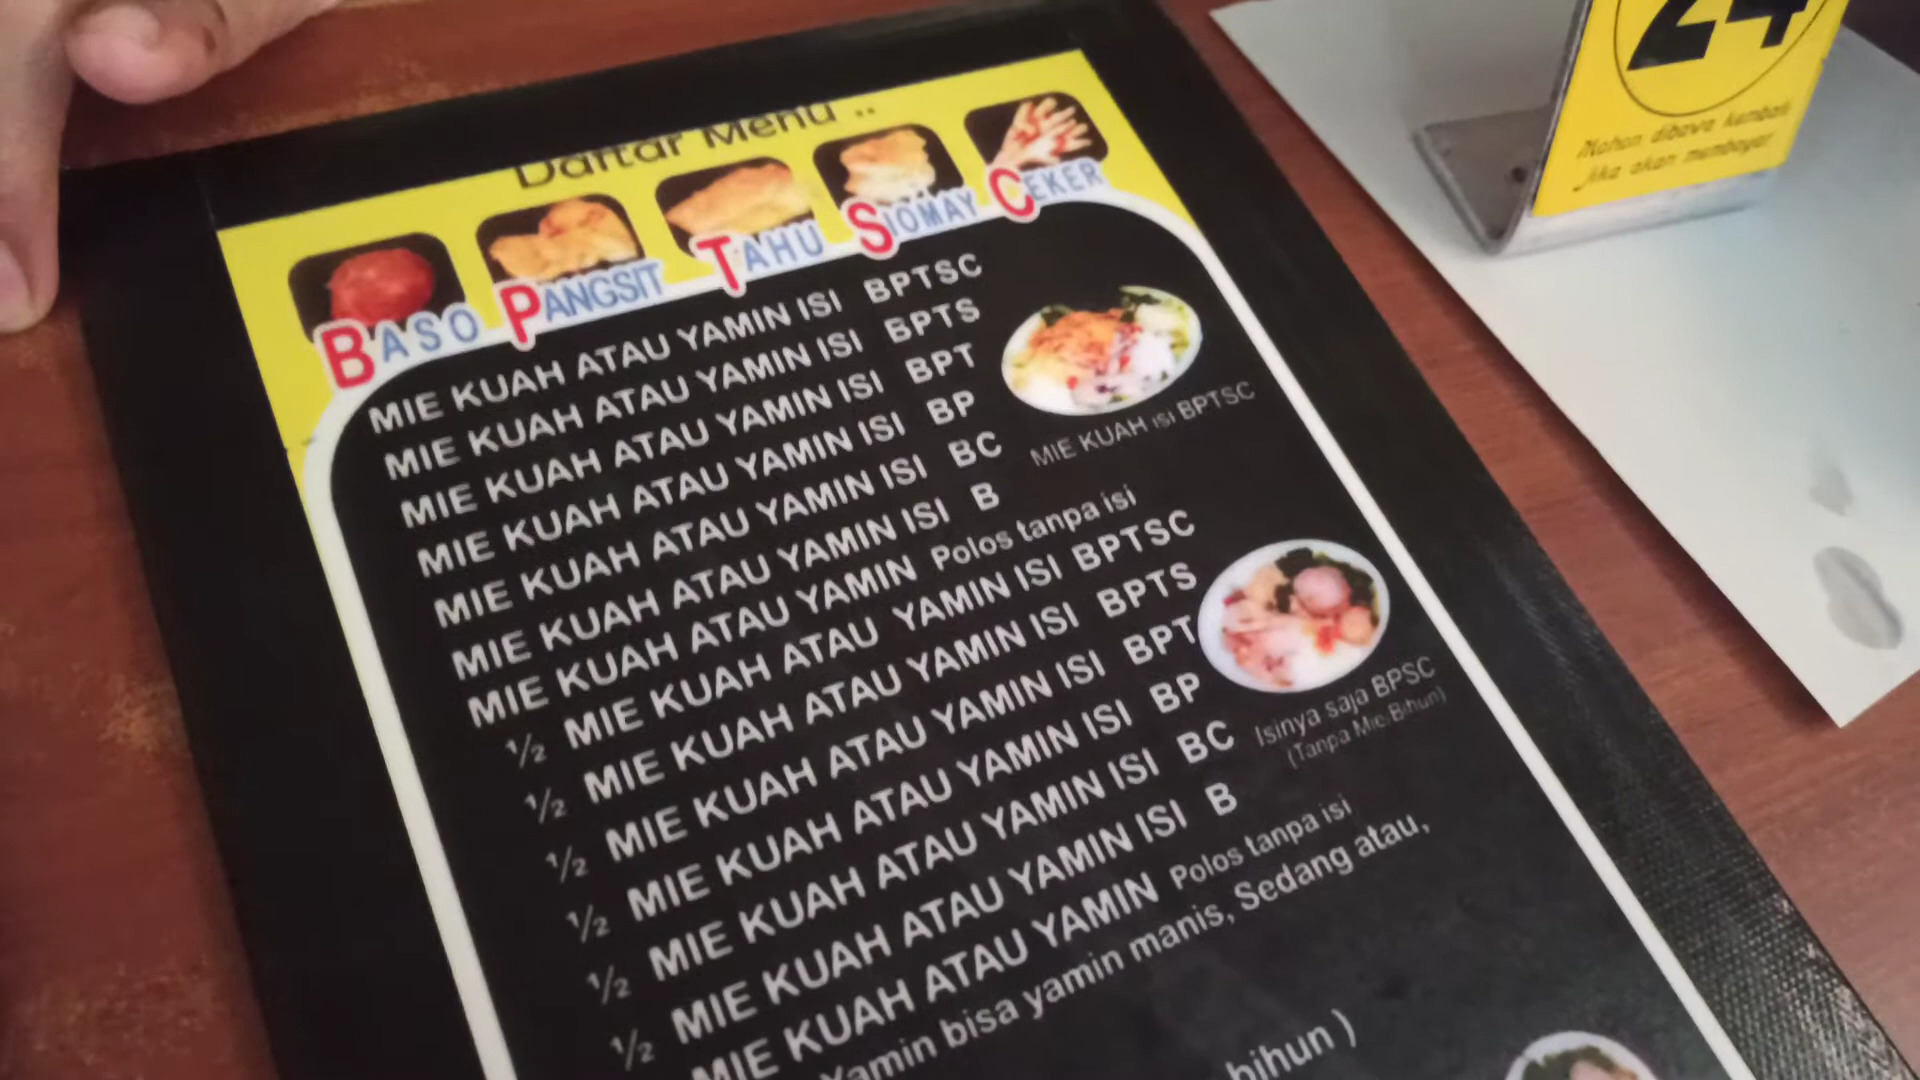 Daftar Menu ..
BASO PANGSIT TAHU SIOMAY CEKER
MIE KUAH ATAU YAMIN ISI BPTSC
MIE KUAH ATAU YAMIN ISI BPTS
MIE KUAH ATAU YAMIN ISI BPT
MIE KUAH ATAU YAMIN ISI BP
MIE KUAH ATAU YAMIN ISI BC
MIE KUAH ATAU YAMIN ISI B
MIE KUAH ATAU YAMIN Polos tanpa isi
½ MIE KUAH ATAU YAMIN ISI BPTSC
½ MIE KUAH ATAU YAMIN ISI BPTS
½ MIE KUAH ATAU YAMIN ISI BPT
½ MIE KUAH ATAU YAMIN ISI BP
½ MIE KUAH ATAU YAMIN ISI BC
½ MIE KUAH ATAU YAMIN ISI B
MIE KUAH ATAU YAMIN Polos tanpa isi
Yamin bisa yamin manis, Sedang atau,
bihun )
MIE KUAH ISI BPTSC
Isinya saja BPSC
(Tanpa Mie,Bihun)
24
Mohon dibawa kembali
jika akan membayar